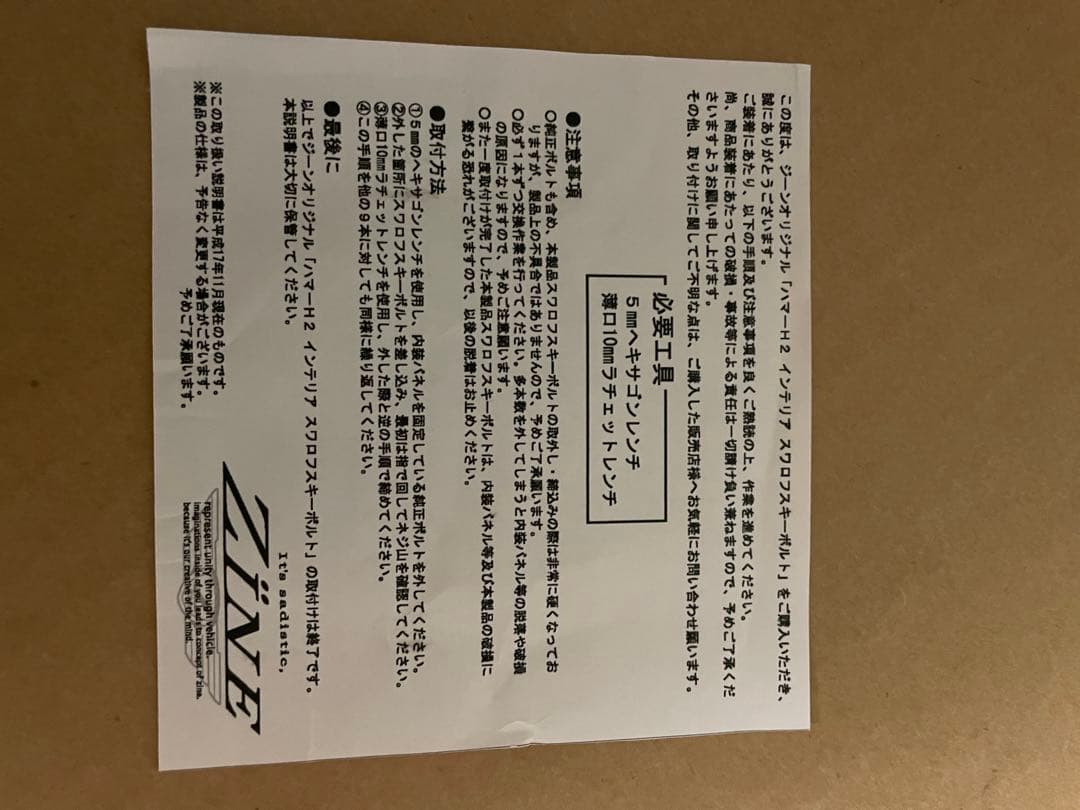 この度は、ジーンオリジナル「ハマーH2 インテリア スワロフスキーボルト」をご購入いただき、
誠にありがとうございます。
ご装着にあたり、以下の手順及び注意事項を良くご熟読の上、作業を進めてください。
尚、商品装着にあたっての破損・事故等による責任は一切請け負い兼ねますので、予めご了承くだ
さいますようお願い申し上げます。
その他、取り付けに関してご不明な点は、ご購入した販売店様へお気軽にお問い合わせ願います。
必要工具
5mmヘキサゴンレンチ
薄口10mmラチェットレンチ
●注意事項
○純正ボルトも含め、本製品スワロフスキーボルトの取外し・締込みの際は非常に硬くなってお
りますが、製品上の不具合ではありませんので、予めご了承願います。
○必ず1本ずつ交換作業を行ってください。多本数を外してしまうと内装パネル等の脱落や破損
の原因になりますので、予めご注意願います。
○また一度取付けが完了した本製品スワロフスキーボルトは、内装パネル等及び本製品の破損に
繋がる恐れがございますので、以後の脱着はお止めください。
●取付方法
①5mmのヘキサゴンレンチを使用し、内装パネルを固定している純正ボルトを外してください。
②外した箇所にスワロフスキーボルトを差し込み、最初は指で回してネジ山を確認してください。
③薄口10mmラチェットレンチを使用し、外した際と逆の手順で締めてください。
④この手順を他の9本に対しても同様に繰り返してください。
●最後に
以上でジーンオリジナル「ハマーH2 インテリア スワロフスキーボルト」の取付けは終了です。
本説明書は大切に保管してください。
※この取り扱い説明書は平成17年11月現在のものです。
※製品の仕様は、予告なく変更する場合がございます。
予めご了承願います。
It's sadistic,
ZiNE
represent unity through vehicle.
imaginations inside of you leads to concept of zine.
because it's our creative of the mind.